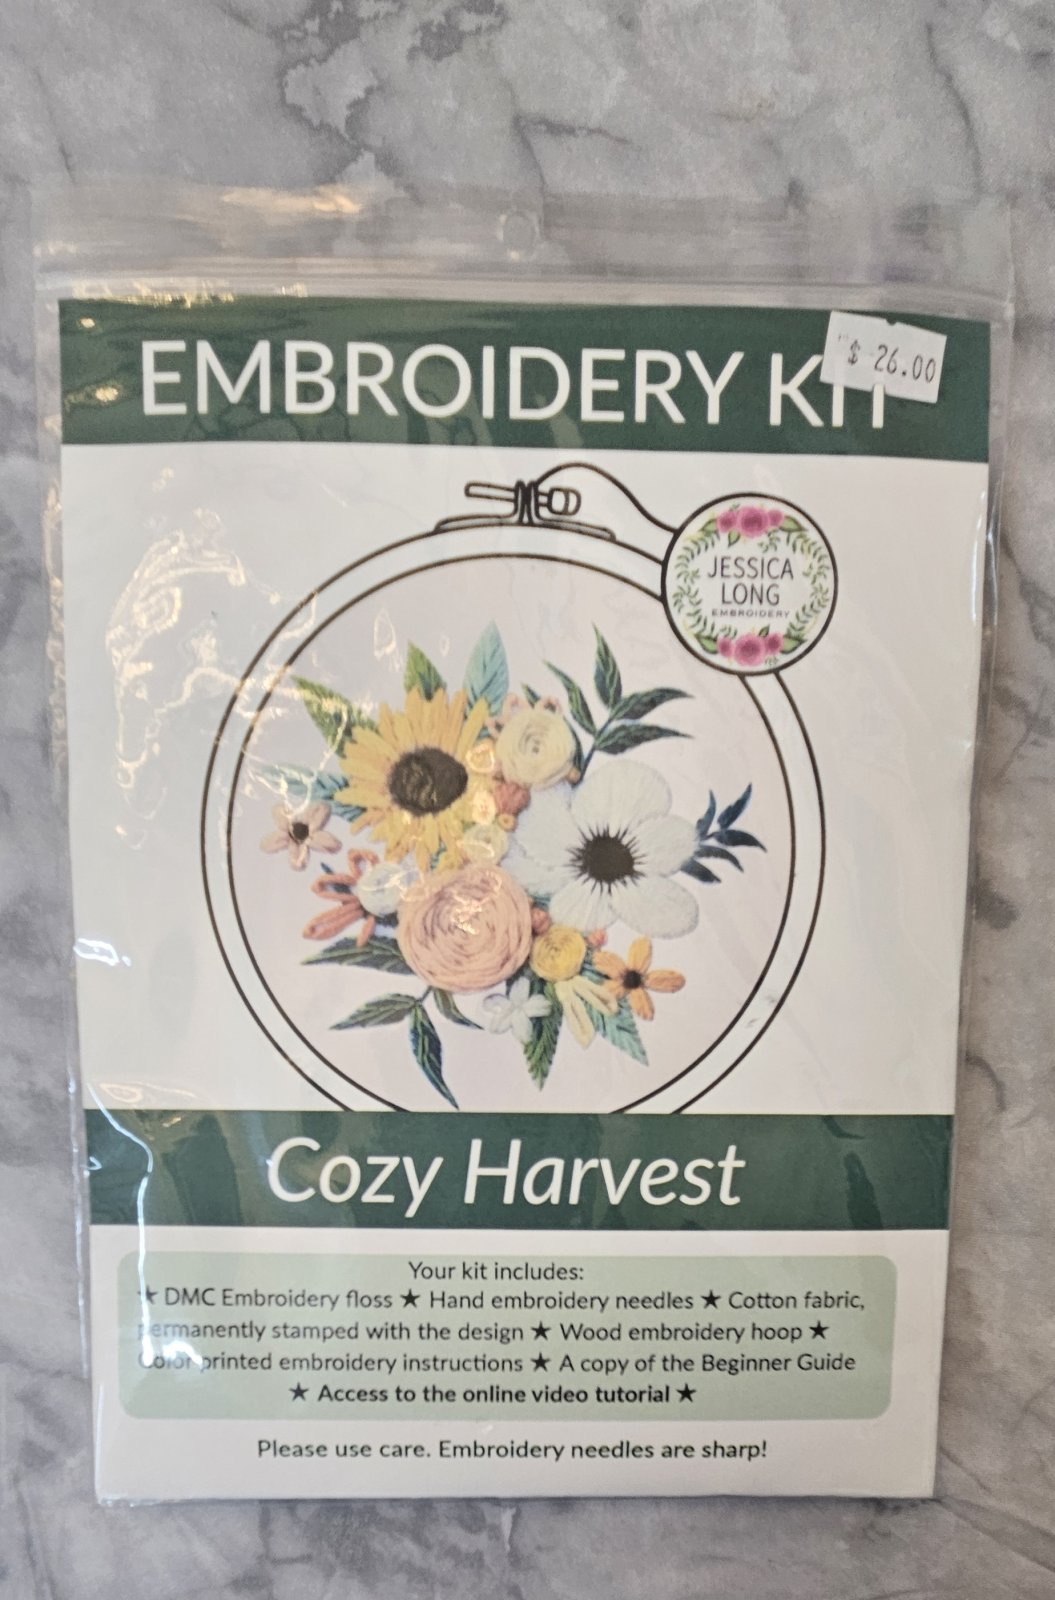 EMBROIDERY KIT
$ 26.00
JESSICA
LONG
EMBROIDERY
Cozy Harvest
Your kit includes:
★ DMC Embroidery floss ★ Hand embroidery needles ★ Cotton fabric,
permanently stamped with the design ★ Wood embroidery hoop ★
Color printed embroidery instructions ★ A copy of the Beginner Guide
★ Access to the online video tutorial ★
Please use care. Embroidery needles are sharp!